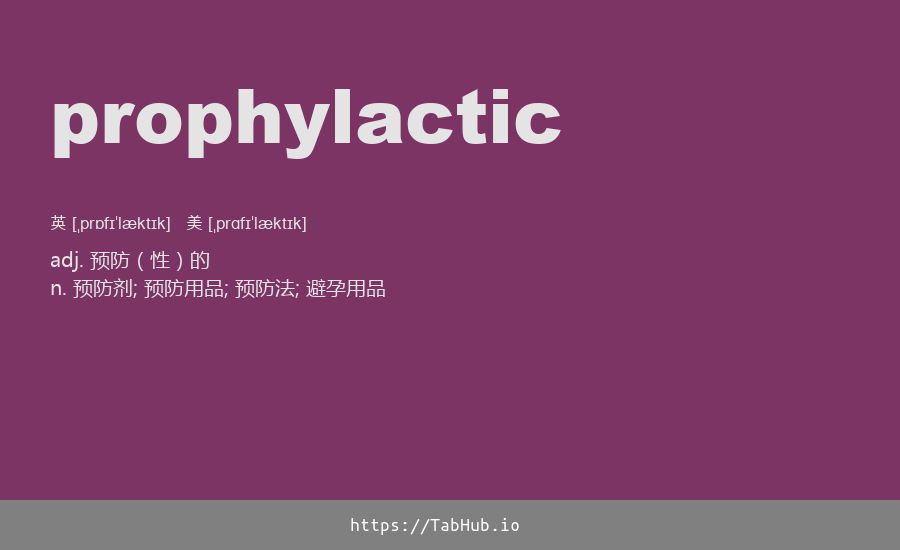 prophylactic
英 [ˌprɒfɪˈlæktɪk] 美 [ˌprɑfɪˈlæktɪk]
adj. 预防 ( 性 ) 的
n. 预防剂; 预防用品; 预防法; 避孕用品
https://TabHub.io